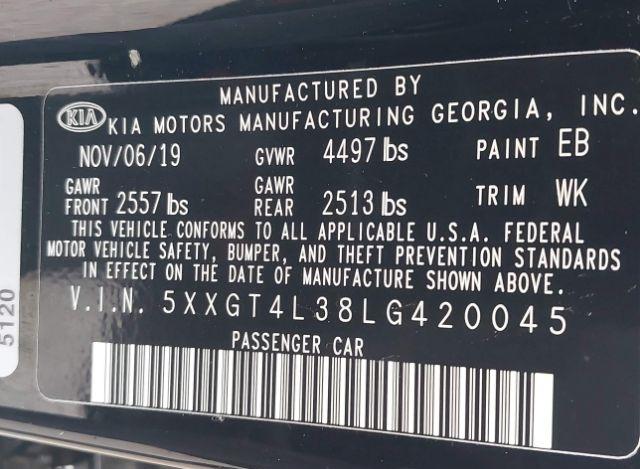 MANUFACTURED BY
KIA KIA MOTORS MANUFACTURING GEORGIA, INC.
NOV/06/19 GVWR 4497 lbs PAINT EB
GAWR FRONT 2557 lbs GAWR REAR 2513 lbs TRIM WK
THIS VEHICLE CONFORMS TO ALL APPLICABLE U.S.A. FEDERAL
MOTOR VEHICLE SAFETY, BUMPER, AND THEFT PREVENTION STANDARDS
IN EFFECT ON THE DATE OF MANUFACTURE SHOWN ABOVE.
V.I.N. 5XXGT4L38LG420045
PASSENGER CAR
5120